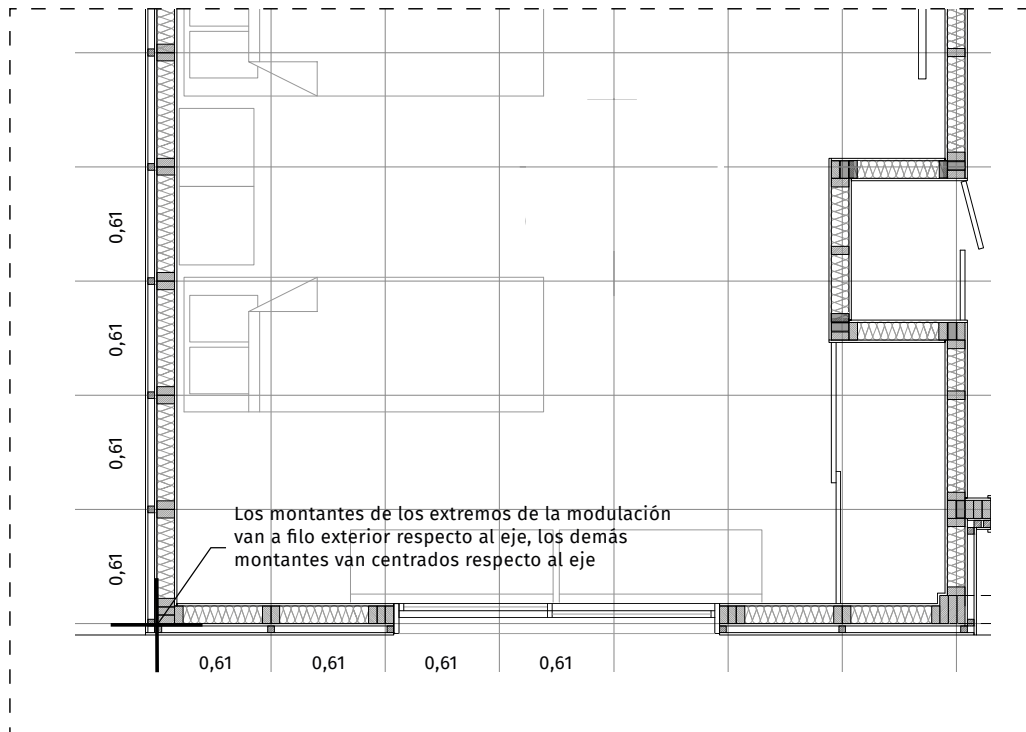 0,61
0,61
0,61
Los montantes de los extremos de la modulación
van a filo exterior respecto al eje, los demás
montantes van centrados respecto al eje
0,61
0,61
0,61
0,61
0,61